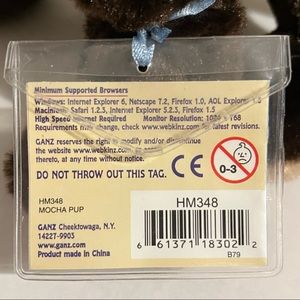 Minimum Supported Browsers
Windows: Internet Explorer 6, Netscape 7.2, Firefox 1.0, AOL Explorer 1.5
Macintosh: Safari 1.2.3, Internet Explorer 5.2.3, Firefox 1.5
High Speed Internet Required Monitor Resolution: 1024 x 768
Requirements may change, check www.webkinz.com for current
GANZ reserves the right to modify and/or discontinue
the website www.webkinz.com, or any portion
thereof, at any time without notice.
CE
0-3
DO NOT THROW OUT THIS TAG.
HM348
MOCHA PUP
GANZ Cheektowaga, N.Y.
14227-9903
www.ganz.com
Product made in China
HM348
6 61371 18302 2
B79